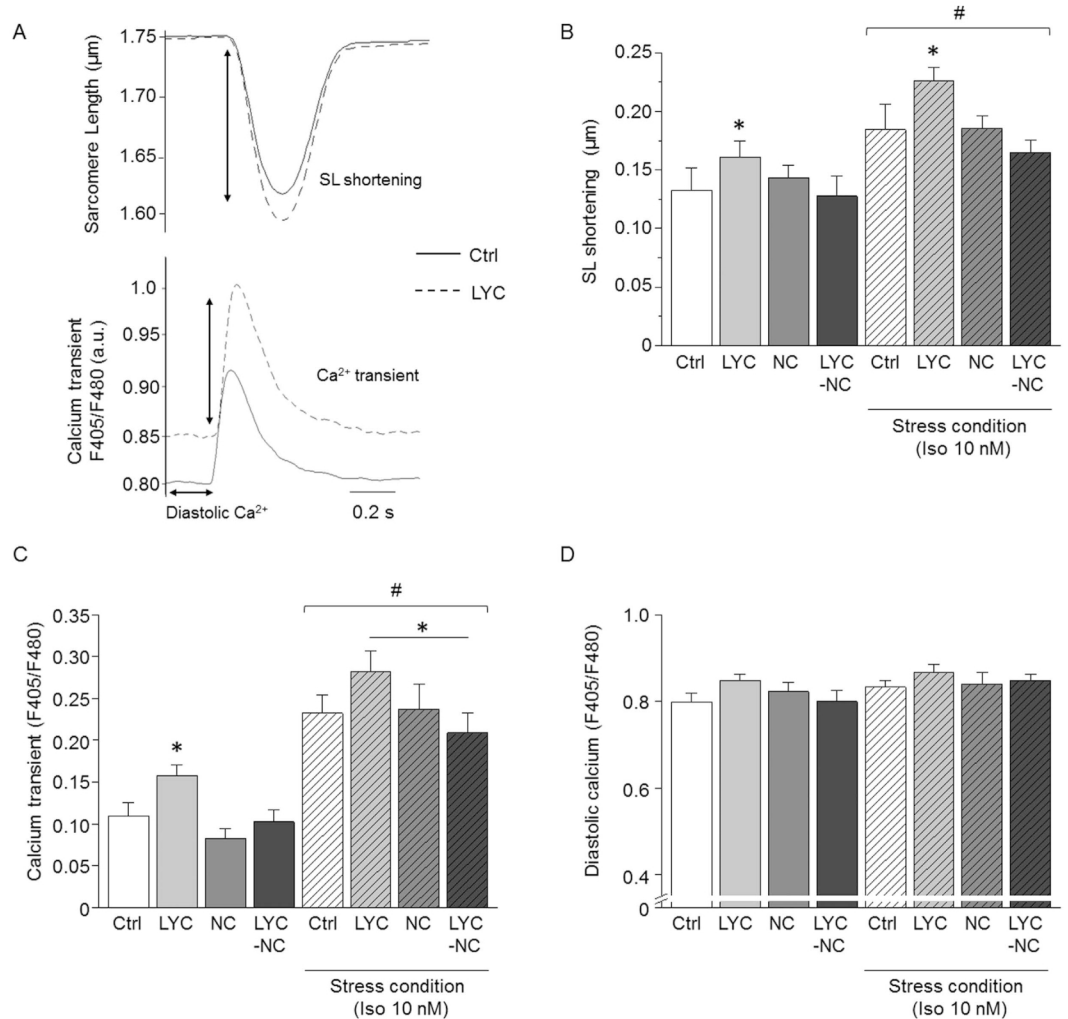 A
Sarcomere Length (µm)
1.75
1.70
1.65
1.60
SL shortening
Ctrl
LYC
Calcium transient
F405/F480 (a.u.)
1.0
0.95
0.90
0.85
0.80
Ca²⁺ transient
Diastolic Ca²⁺
0.2 s
B
SL shortening (µm)
0.25
0.20
0.15
0.10
0.05
0
*
#
*
Ctrl LYC NC LYC Ctrl LYC NC LYC
-NC -NC
Stress condition
(Iso 10 nM)
C
Calcium transient (F405/F480)
0.35
0.30
0.25
0.20
0.15
0.10
0.05
0
*
#
*
Ctrl LYC NC LYC Ctrl LYC NC LYC
-NC -NC
Stress condition
(Iso 10 nM)
D
Diastolic calcium (F405/F480)
1.0
0.8
0.6
0.4
0
Ctrl LYC NC LYC Ctrl LYC NC LYC
-NC -NC
Stress condition
(Iso 10 nM)